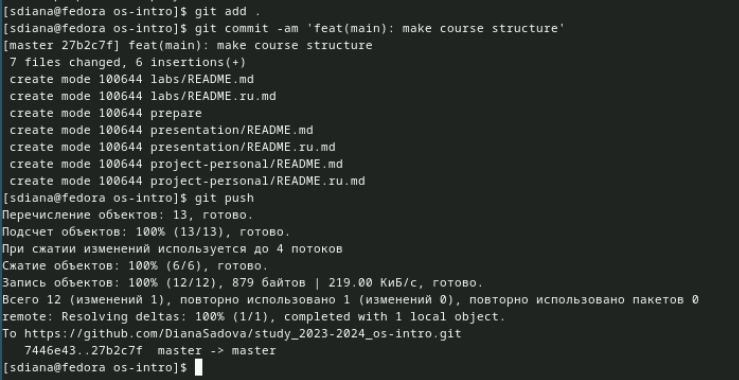 [sdiana@fedora os-intro]$ git add .
[sdiana@fedora os-intro]$ git commit -am 'feat(main): make course structure'
[master 27b2c7f] feat(main): make course structure
 7 files changed, 6 insertions(+)
 create mode 100644 labs/README.md
 create mode 100644 labs/README.ru.md
 create mode 100644 prepare
 create mode 100644 presentation/README.md
 create mode 100644 presentation/README.ru.md
 create mode 100644 project-personal/README.md
 create mode 100644 project-personal/README.ru.md
[sdiana@fedora os-intro]$ git push
Перечисление объектов: 13, готово.
Подсчет объектов: 100% (13/13), готово.
При сжатии изменений используется до 4 потоков
Сжатие объектов: 100% (6/6), готово.
Запись объектов: 100% (12/12), 879 байтов | 219.00 КиБ/с, готово.
Всего 12 (изменений 1), повторно использовано 1 (изменений 0), повторно использовано пакетов 0
remote: Resolving deltas: 100% (1/1), completed with 1 local object.
To https://github.com/DianaSadova/study_2023-2024_os-intro.git
   7446e43..27b2c7f  master -> master
[sdiana@fedora os-intro]$